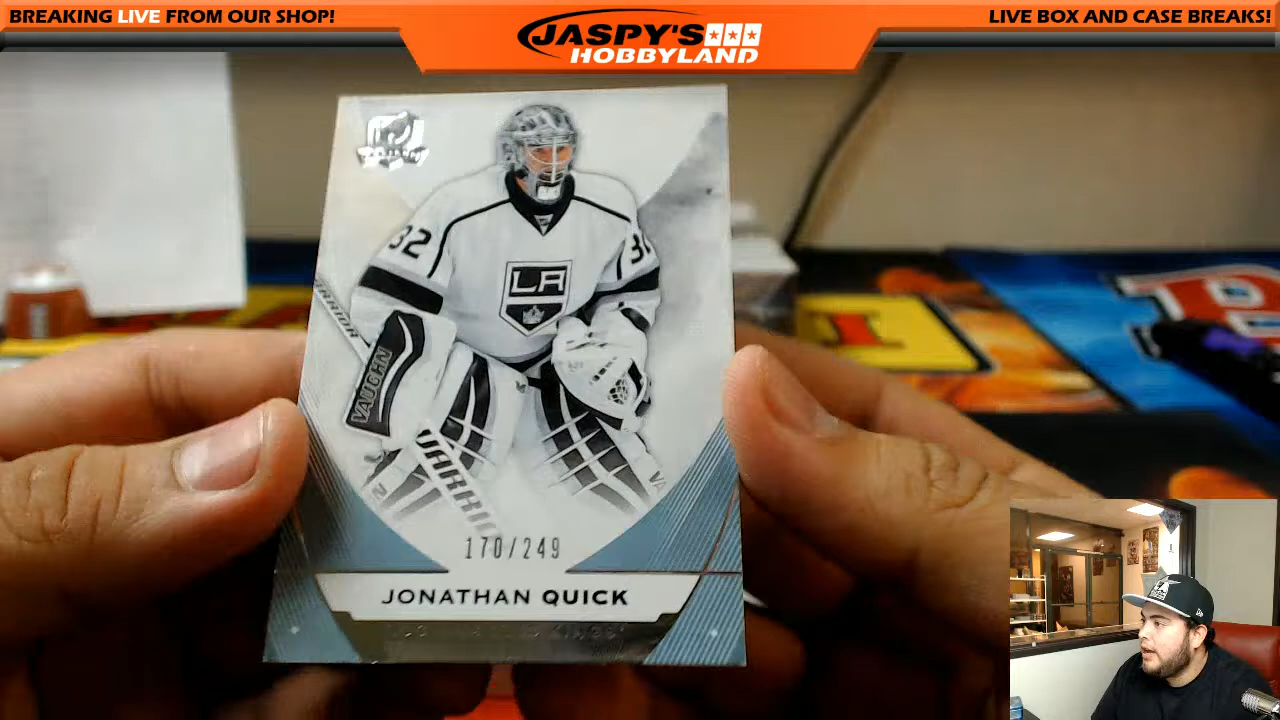 BREAKING LIVE FROM OUR SHOP!
JASPY'S
HOBBYLAND
LIVE BOX AND CASE BREAKS!
32
LA
VAUGHN
170/249
JONATHAN QUICK